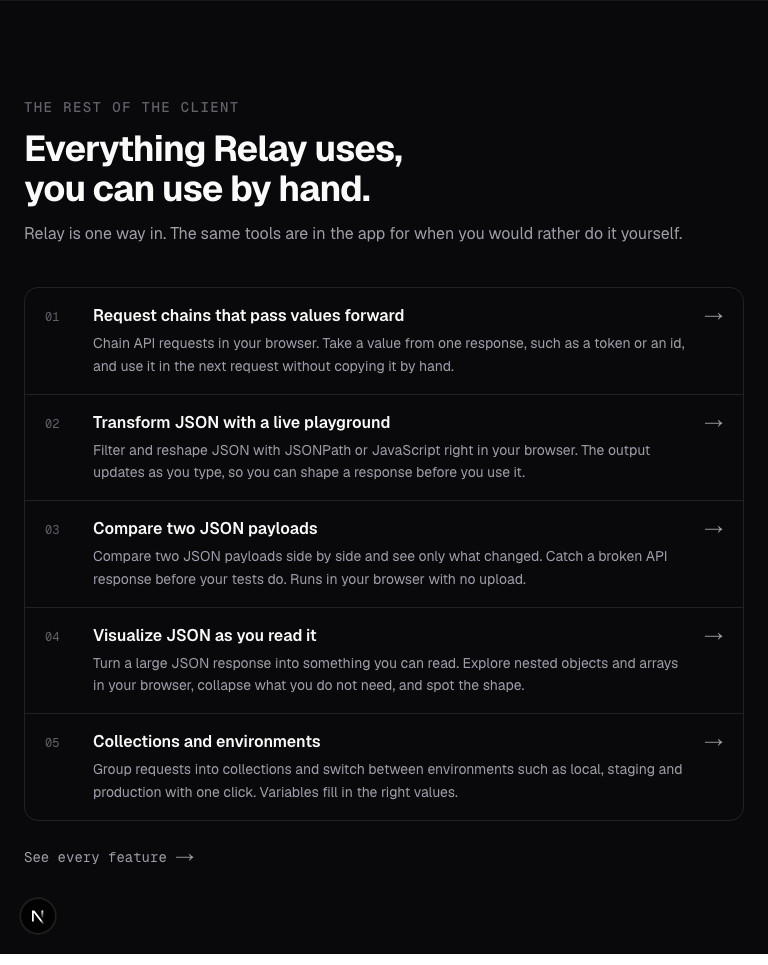 THE REST OF THE CLIENT
Everything Relay uses,
you can use by hand.
Relay is one way in. The same tools are in the app for when you would rather do it yourself.
01
Request chains that pass values forward →
Chain API requests in your browser. Take a value from one response, such as a token or an id,
and use it in the next request without copying it by hand.
02
Transform JSON with a live playground →
Filter and reshape JSON with JSONPath or JavaScript right in your browser. The output
updates as you type, so you can shape a response before you use it.
03
Compare two JSON payloads →
Compare two JSON payloads side by side and see only what changed. Catch a broken API
response before your tests do. Runs in your browser with no upload.
04
Visualize JSON as you read it →
Turn a large JSON response into something you can read. Explore nested objects and arrays
in your browser, collapse what you do not need, and spot the shape.
05
Collections and environments →
Group requests into collections and switch between environments such as local, staging and
production with one click. Variables fill in the right values.
See every feature →
N